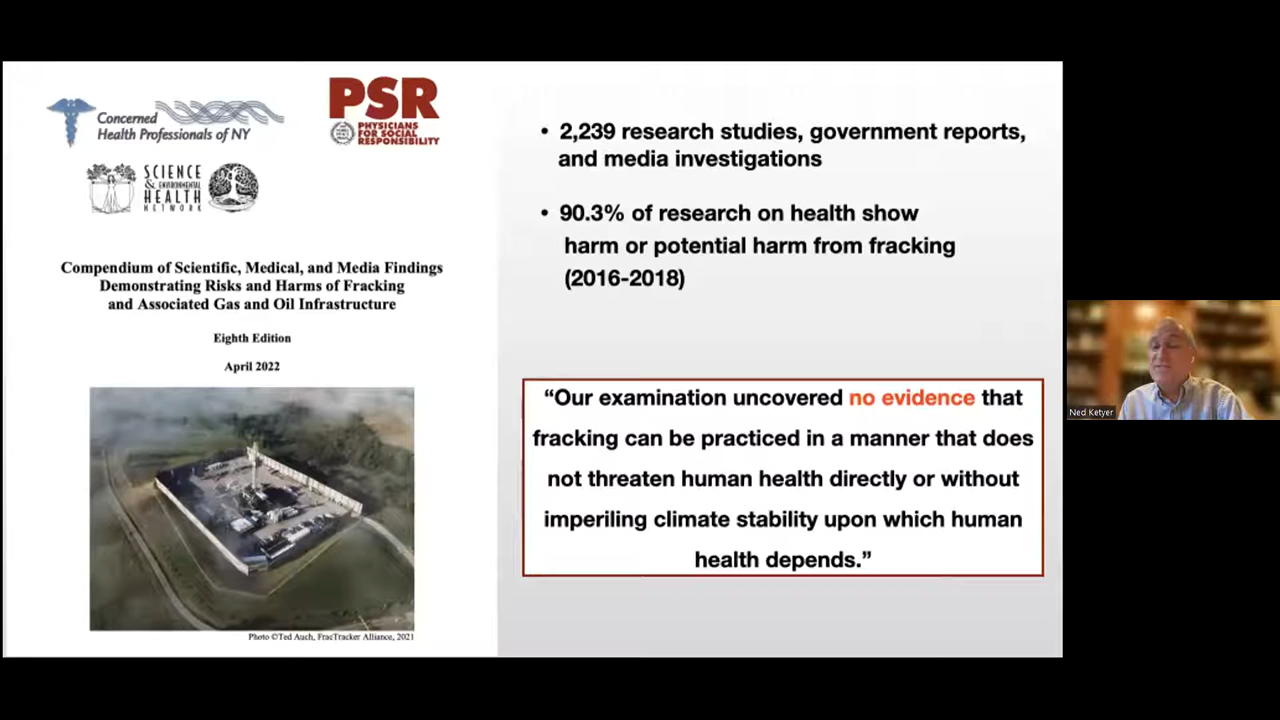 Concerned
Health Professionals of NY
PSR
PHYSICIANS
FOR SOCIAL
RESPONSIBILITY
SCIENCE
& ENVIRONMENTAL
HEALTH
NETWORK
Compendium of Scientific, Medical, and Media Findings
Demonstrating Risks and Harms of Fracking
and Associated Gas and Oil Infrastructure
Eighth Edition
April 2022
Photo ©Ted Auch, FracTracker Alliance, 2021
• 2,239 research studies, government reports,
and media investigations
• 90.3% of research on health show
harm or potential harm from fracking
(2016-2018)
“Our examination uncovered no evidence that
fracking can be practiced in a manner that does
not threaten human health directly or without
imperiling climate stability upon which human
health depends.”
Ned Ketyer